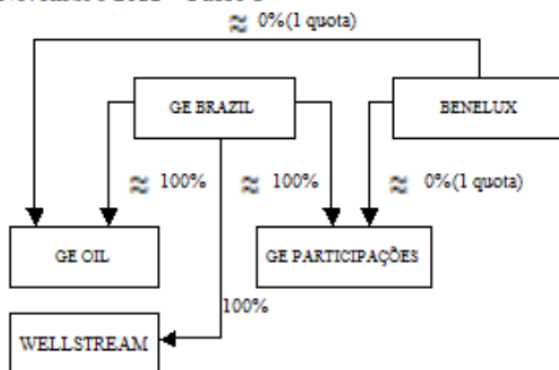 ≈ 0%(1 quota)
GE BRAZIL
BENELUX
≈ 100%
≈ 100%
≈ 0%(1 quota)
GE OIL
GE PARTICIPAÇÕES
100%
WELLSTREAM